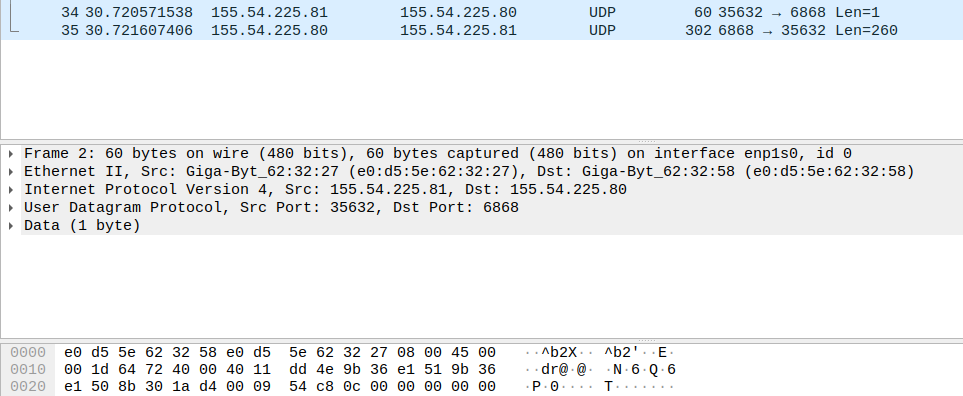 34 30.720571538 155.54.225.81 155.54.225.80 UDP 60 35632 → 6868 Len=1
35 30.721607406 155.54.225.80 155.54.225.81 UDP 302 6868 → 35632 Len=260
Frame 2: 60 bytes on wire (480 bits), 60 bytes captured (480 bits) on interface enp1s0, id 0
Ethernet II, Src: Giga-Byt_62:32:27 (e0:d5:5e:62:32:27), Dst: Giga-Byt_62:32:58 (e0:d5:5e:62:32:58)
Internet Protocol Version 4, Src: 155.54.225.81, Dst: 155.54.225.80
User Datagram Protocol, Src Port: 35632, Dst Port: 6868
Data (1 byte)
0000 e0 d5 5e 62 32 58 e0 d5 5e 62 32 27 08 00 45 00 ··^b2X·· ^b2'··E·
0010 00 1d 64 72 40 00 40 11 dd 4e 9b 36 e1 51 9b 36 ··dr@·@· ·N·6·Q·6
0020 e1 50 8b 30 1a d4 00 09 54 c8 0c 00 00 00 00 00 ·P·0···· T·······